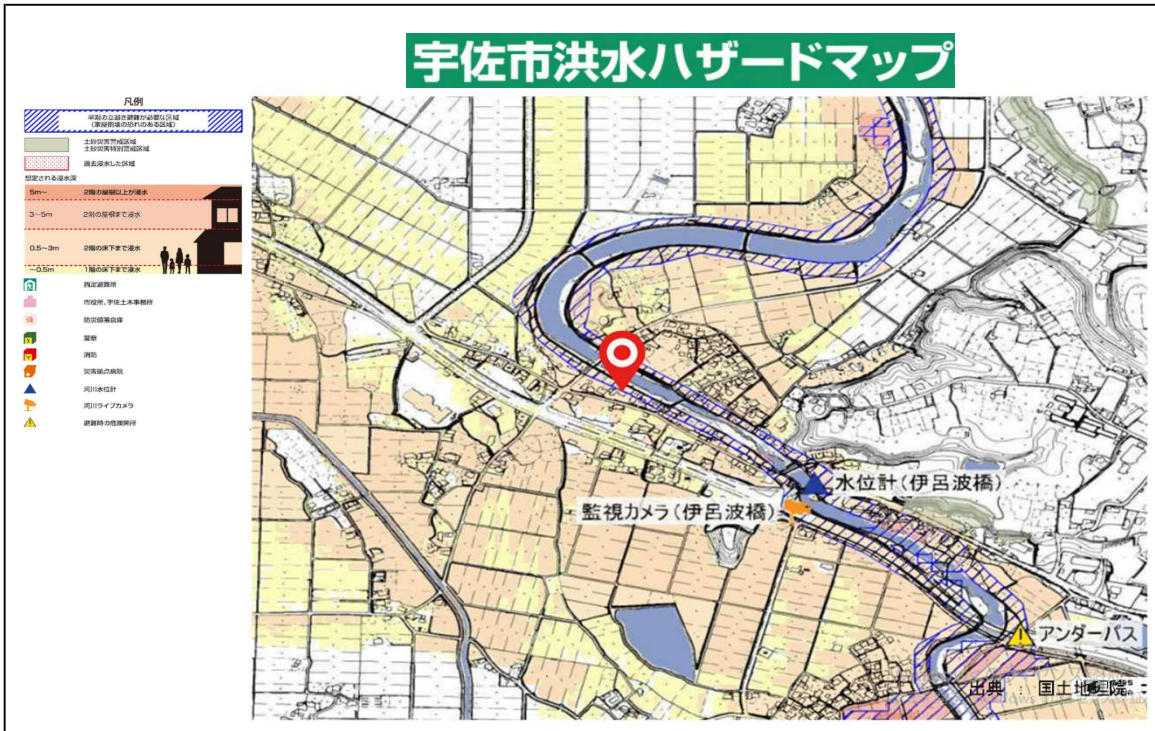 宇佐市洪水ハザードマップ
凡例
早期の立退き避難が必要な区域
(家屋倒壊の恐れのある区域)
土砂災害警戒区域
土砂災害特別警戒区域
過去浸水した区域
想定される浸水深
5m～ 2階の屋根以上が浸水
3～5m 2階の屋根まで浸水
0.5～3m 2階の床下まで浸水
～0.5m 1階の床下まで浸水
指定避難所
市役所、宇佐土木事務所
防災備蓄倉庫
警察
消防
災害拠点病院
河川水位計
河川ライブカメラ
避難時の危険箇所
水位計(伊呂波橋)
監視カメラ(伊呂波橋)
アンダーパス
出典 : 国土地理院